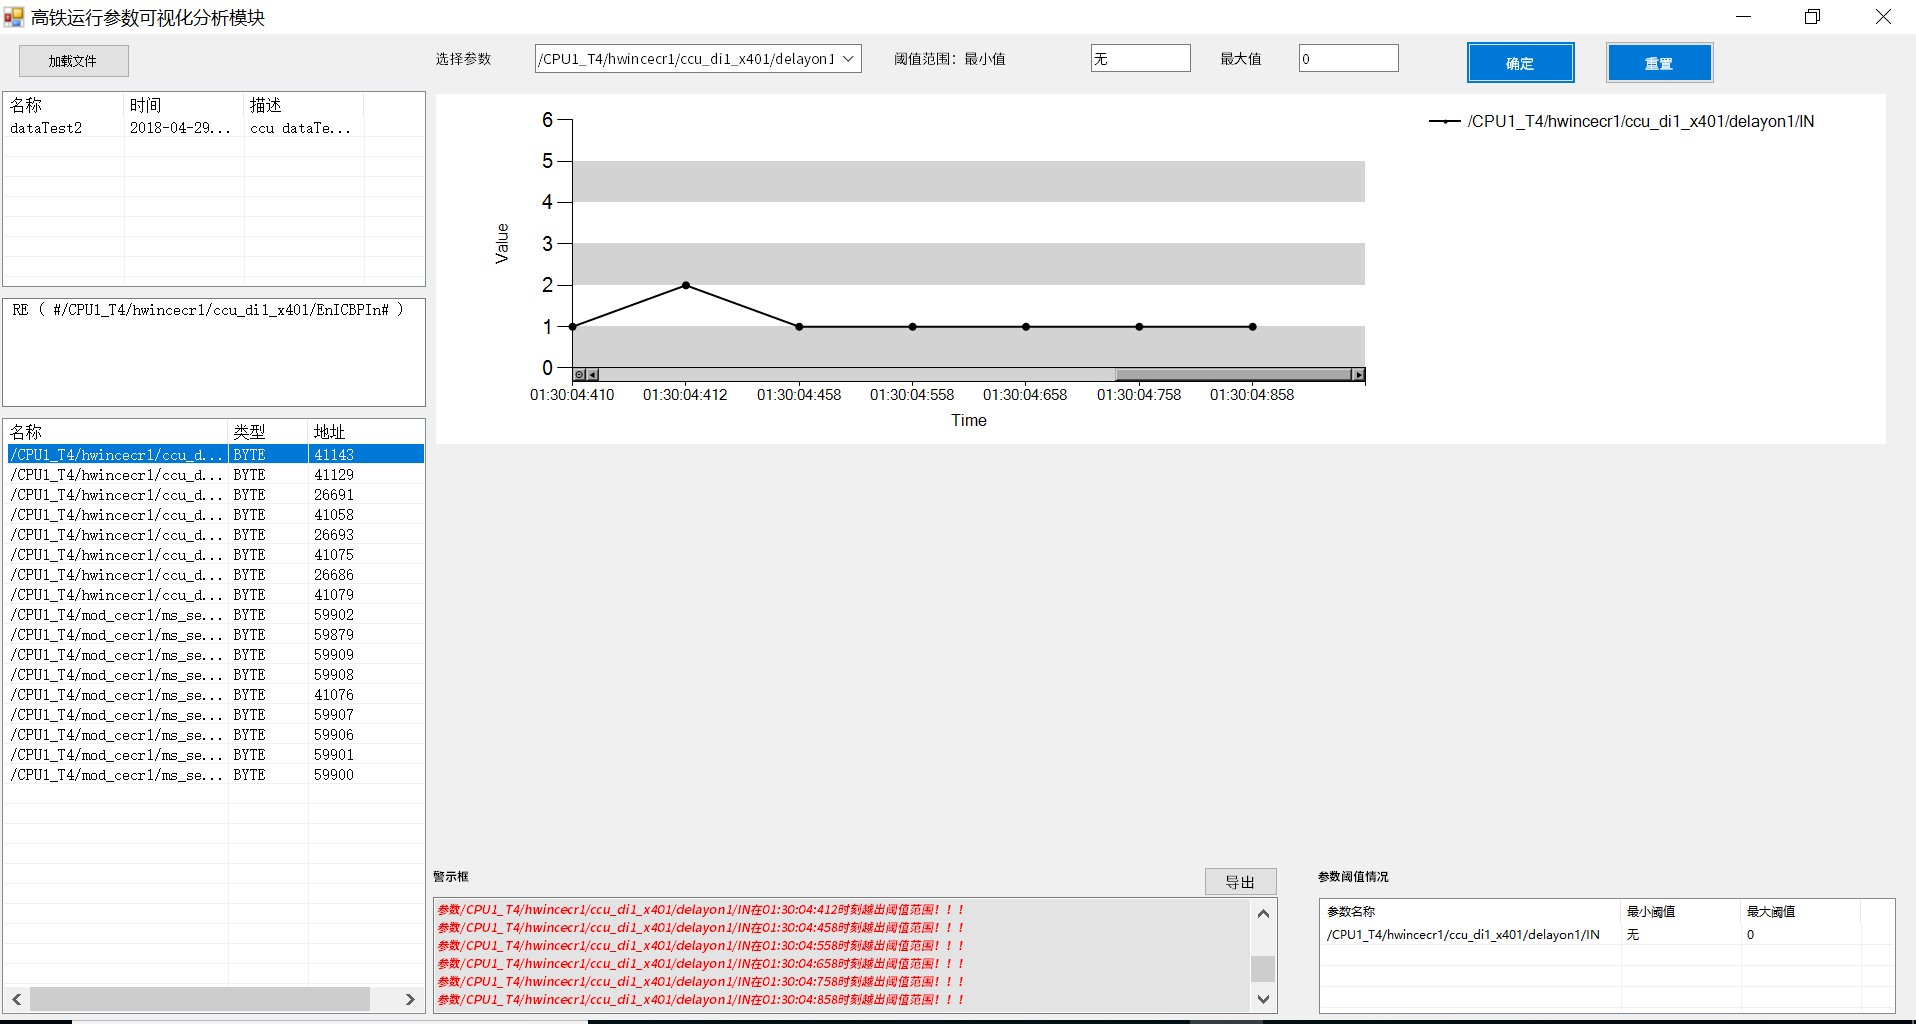 高铁运行参数可视化分析模块
加载文件
选择参数 /CPU1_T4/hwincecr1/ccu_di1_x401/delayon1 阈值范围：最小值 无 最大值 0 确定 重置
名称 时间 描述
dataTest2 2018-04-29... ccu dataTe...
RE ( #/CPU1_T4/hwincecr1/ccu_di1_x401/EnICBPIn# )
名称 类型 地址
/CPU1_T4/hwincecr1/ccu_d... BYTE 41143
/CPU1_T4/hwincecr1/ccu_d... BYTE 41129
/CPU1_T4/hwincecr1/ccu_d... BYTE 26691
/CPU1_T4/hwincecr1/ccu_d... BYTE 41058
/CPU1_T4/hwincecr1/ccu_d... BYTE 26693
/CPU1_T4/hwincecr1/ccu_d... BYTE 41075
/CPU1_T4/hwincecr1/ccu_d... BYTE 26686
/CPU1_T4/hwincecr1/ccu_d... BYTE 41079
/CPU1_T4/mod_cecr1/ms_se... BYTE 59902
/CPU1_T4/mod_cecr1/ms_se... BYTE 59879
/CPU1_T4/mod_cecr1/ms_se... BYTE 59909
/CPU1_T4/mod_cecr1/ms_se... BYTE 59908
/CPU1_T4/mod_cecr1/ms_se... BYTE 41076
/CPU1_T4/mod_cecr1/ms_se... BYTE 59907
/CPU1_T4/mod_cecr1/ms_se... BYTE 59906
/CPU1_T4/mod_cecr1/ms_se... BYTE 59901
/CPU1_T4/mod_cecr1/ms_se... BYTE 59900
6
5
4
3
2
1
0
Value
01:30:04:410 01:30:04:412 01:30:04:458 01:30:04:558 01:30:04:658 01:30:04:758 01:30:04:858
Time
/CPU1_T4/hwincecr1/ccu_di1_x401/delayon1/IN
警示框
导出
参数/CPU1_T4/hwincecr1/ccu_di1_x401/delayon1/IN在01:30:04:412时刻越出阈值范围！！！
参数/CPU1_T4/hwincecr1/ccu_di1_x401/delayon1/IN在01:30:04:458时刻越出阈值范围！！！
参数/CPU1_T4/hwincecr1/ccu_di1_x401/delayon1/IN在01:30:04:558时刻越出阈值范围！！！
参数/CPU1_T4/hwincecr1/ccu_di1_x401/delayon1/IN在01:30:04:658时刻越出阈值范围！！！
参数/CPU1_T4/hwincecr1/ccu_di1_x401/delayon1/IN在01:30:04:758时刻越出阈值范围！！！
参数/CPU1_T4/hwincecr1/ccu_di1_x401/delayon1/IN在01:30:04:858时刻越出阈值范围！！！
参数阈值情况
参数名称 最小阈值 最大阈值
/CPU1_T4/hwincecr1/ccu_di1_x401/delayon1/IN 无 0